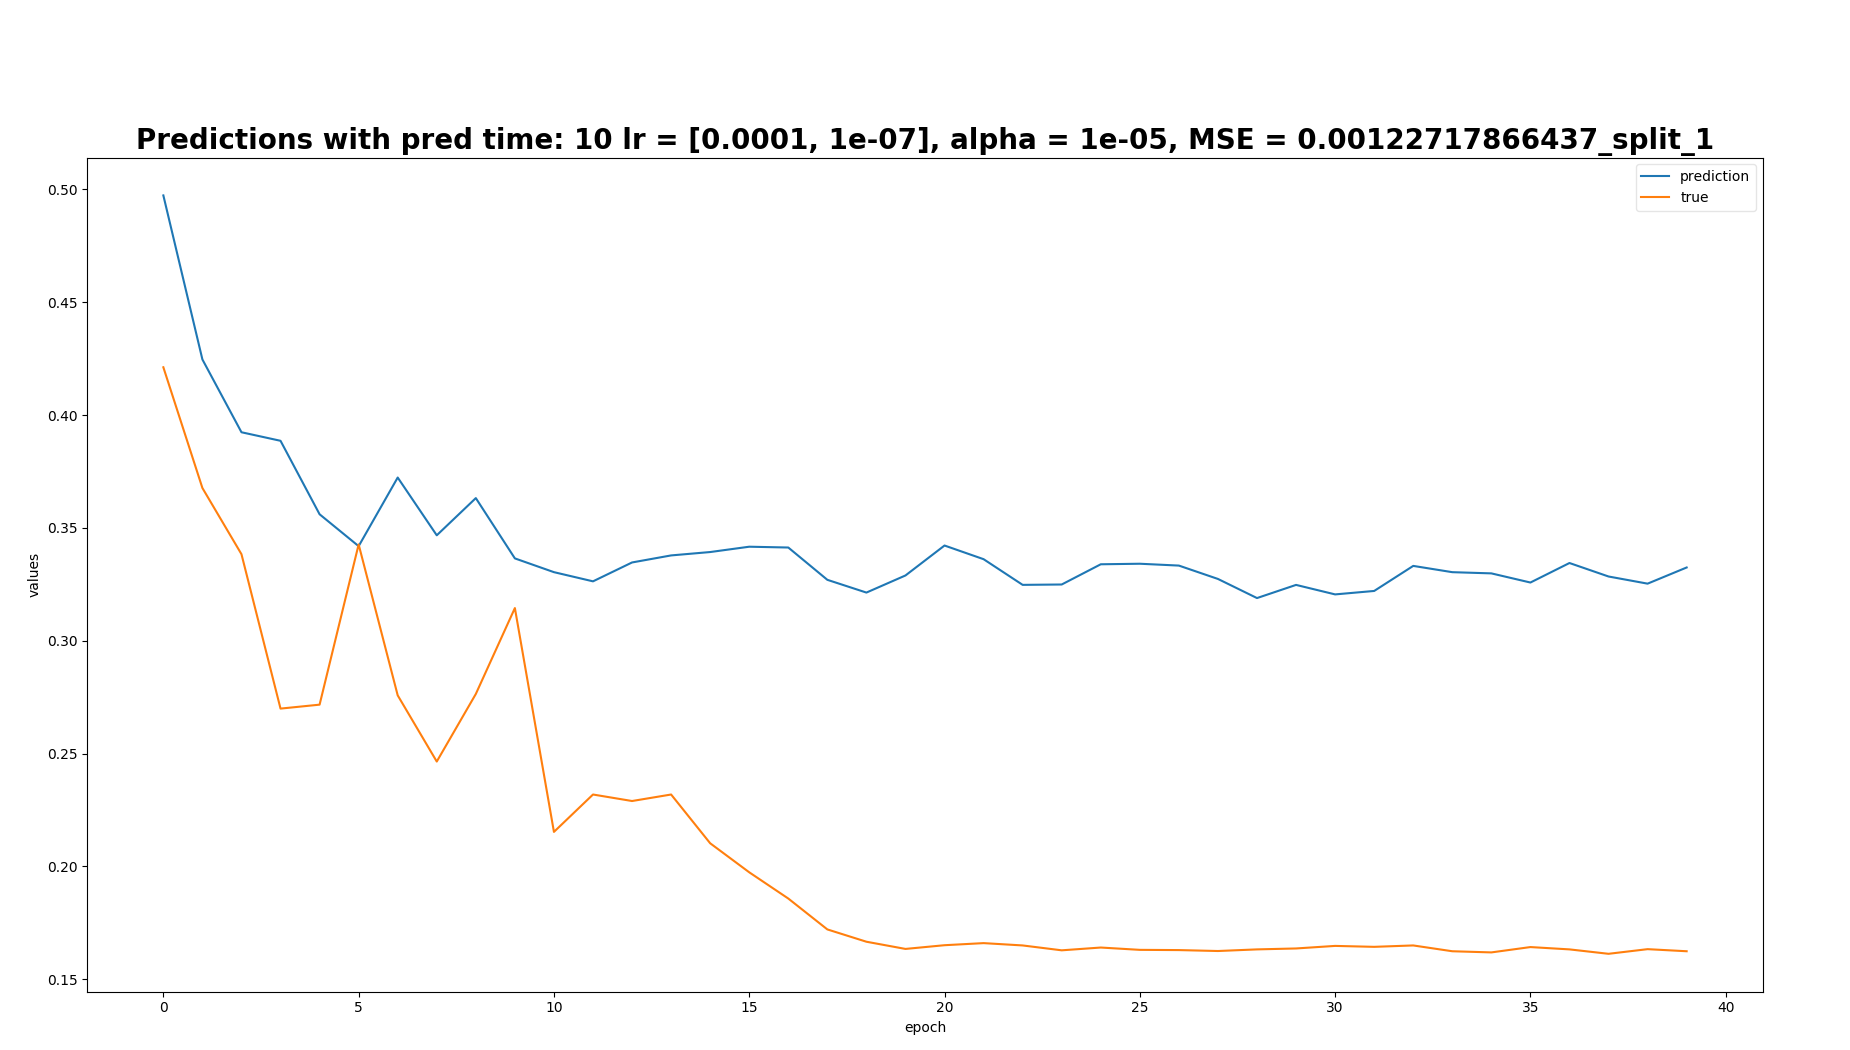 Predictions with pred time: 10 lr = [0.0001, 1e-07], alpha = 1e-05, MSE = 0.00122717866437_split_1
prediction
true
0.50
0.45
0.40
0.35
0.30
0.25
0.20
0.15
values
0 5 10 15 20 25 30 35 40
epoch